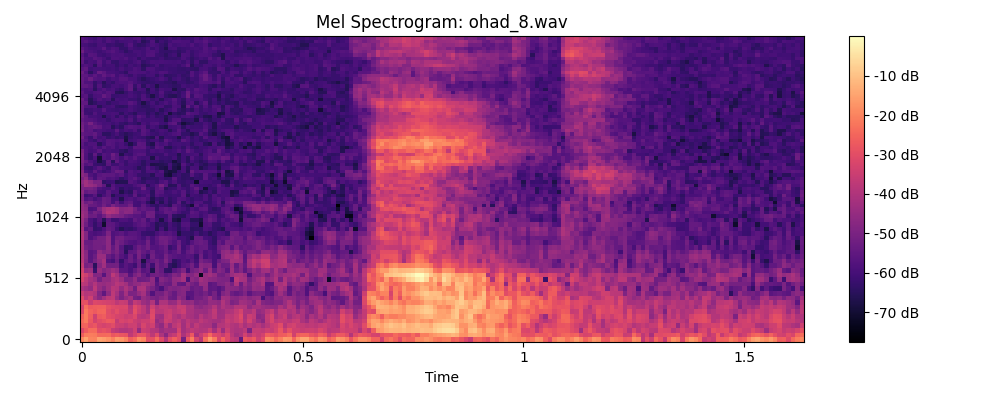 Mel Spectrogram: ohad_8.wav
Hz
4096
2048
1024
512
0
0
0.5
1
1.5
Time
-10 dB
-20 dB
-30 dB
-40 dB
-50 dB
-60 dB
-70 dB